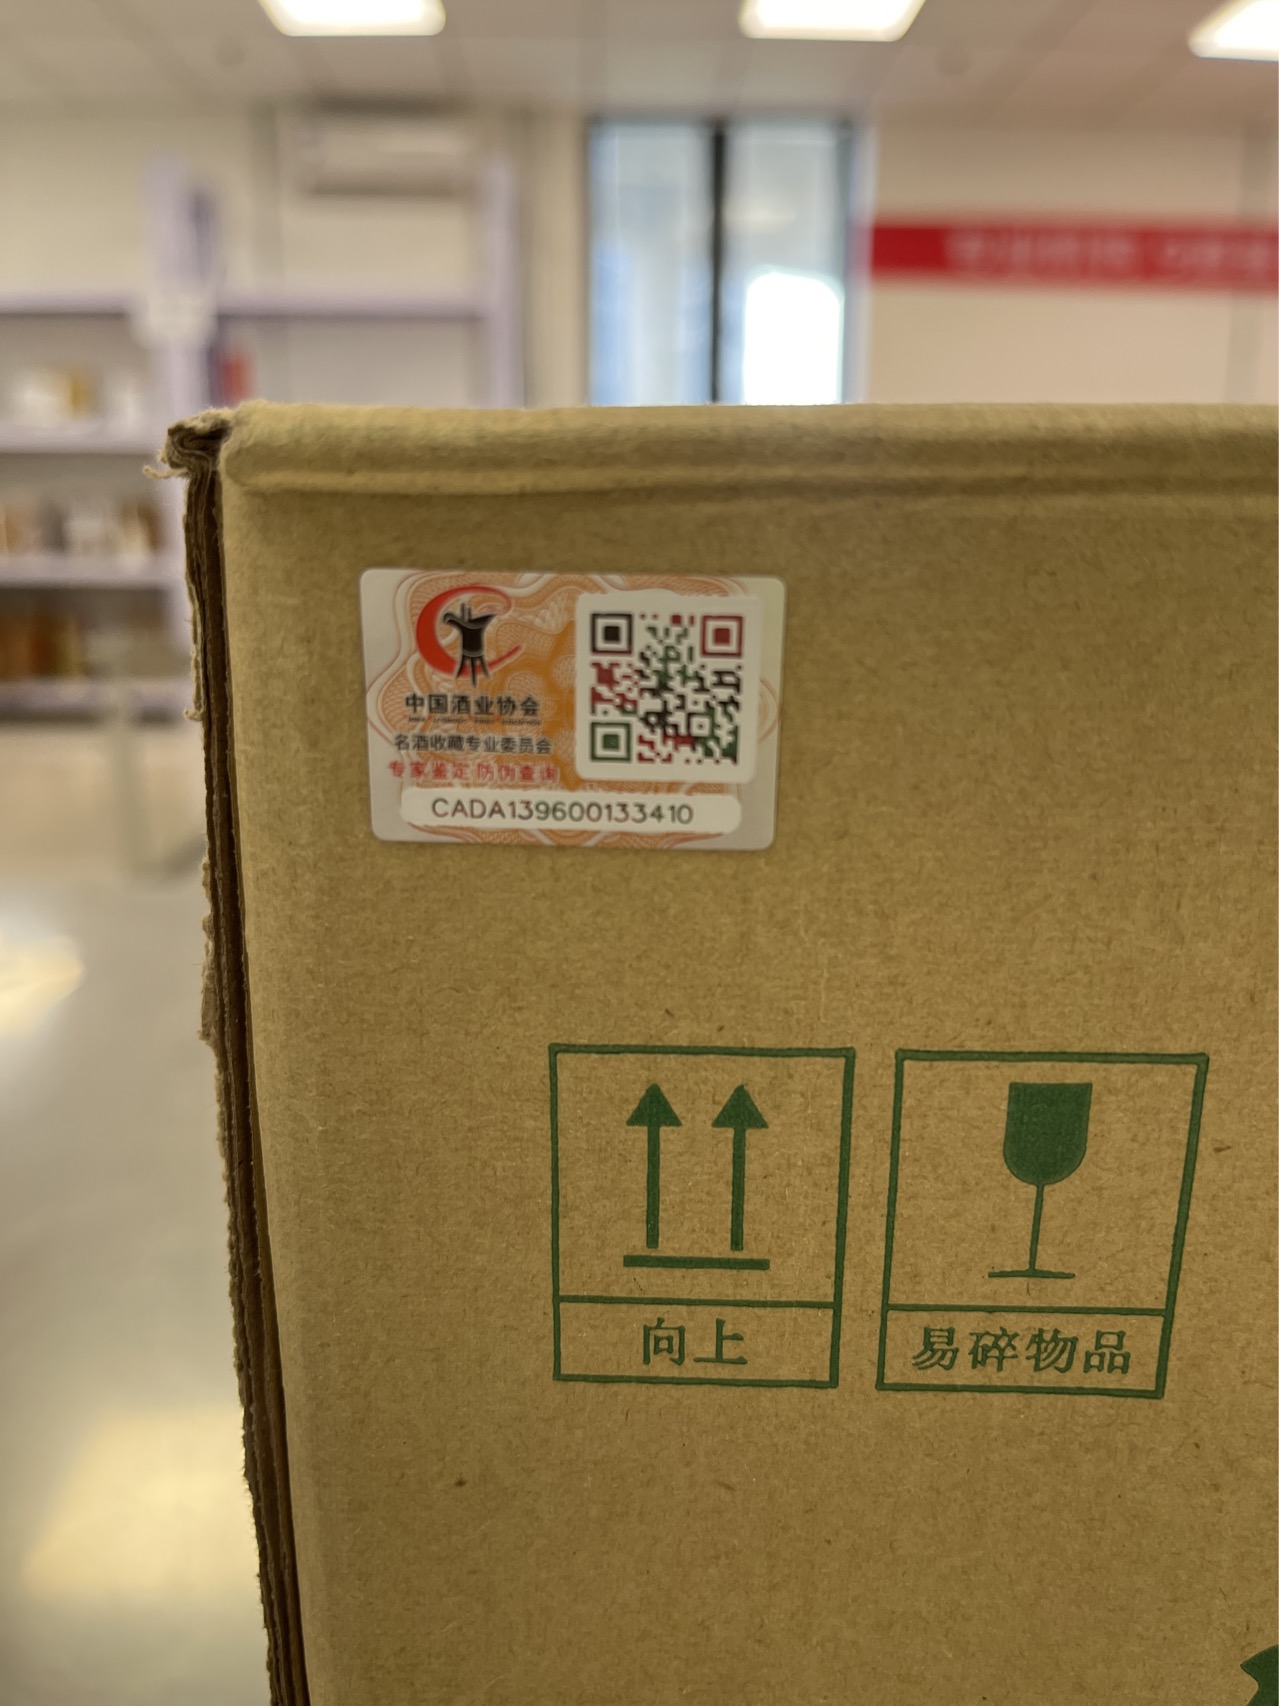 中国酒业协会
名酒收藏专业委员会
专家鉴定 防伪查询
CADA139600133410
向上
易碎物品